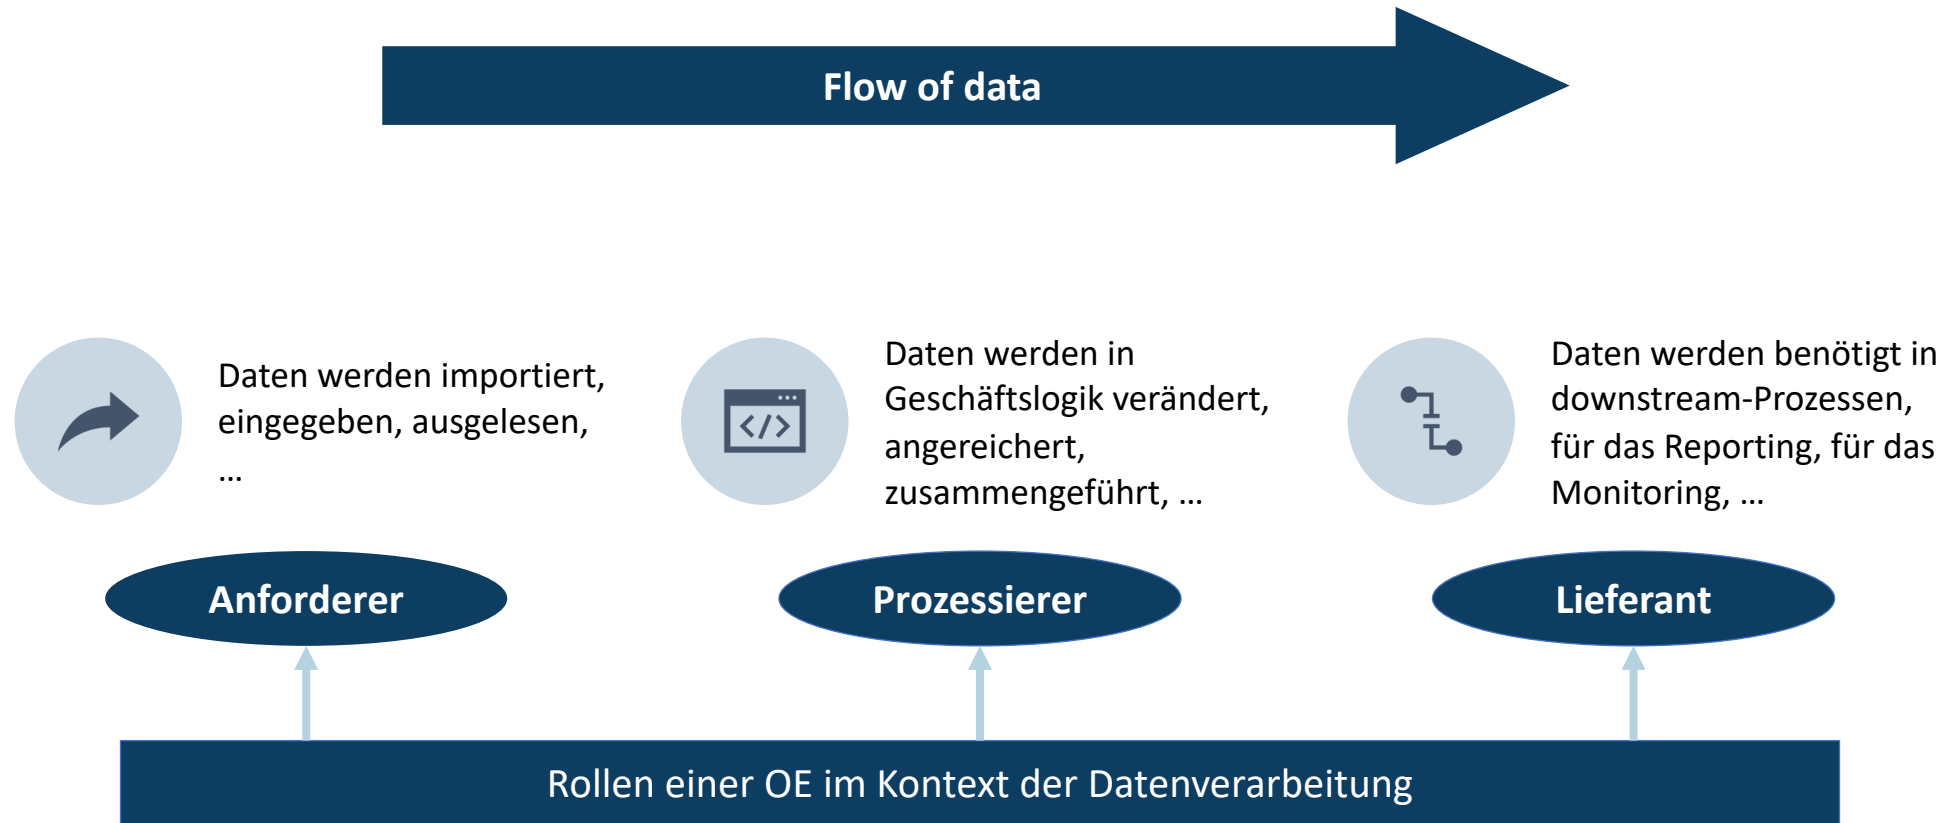 Flow of data
Daten werden importiert,
eingegeben, ausgelesen,
…
Daten werden in
Geschäftslogik verändert,
angereichert,
zusammengeführt, …
Daten werden benötigt in
downstream-Prozessen,
für das Reporting, für das
Monitoring, …
Anforderer
Prozessierer
Lieferant
Rollen einer OE im Kontext der Datenverarbeitung